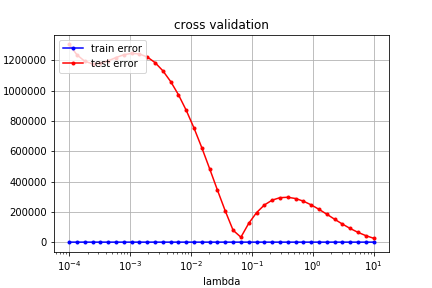 cross validation
train error
test error
1200000
1000000
800000
600000
400000
200000
0
10⁻⁴ 10⁻³ 10⁻² 10⁻¹ 10⁰ 10¹
lambda